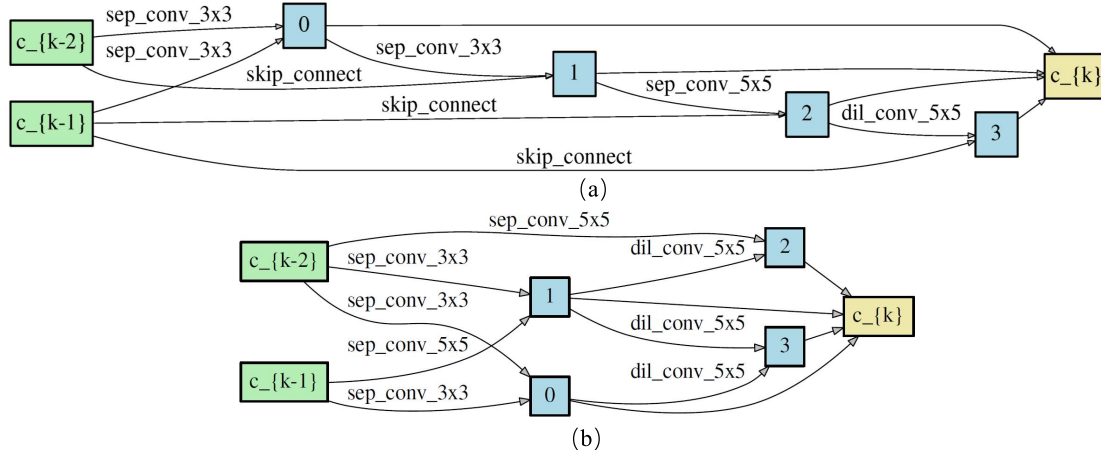 sep_conv_3x3
0
c_{k-2}
sep_conv_3x3
sep_conv_3x3
skip_connect
1
c_{k}
sep_conv_5x5
skip_connect
c_{k-1}
2
dil_conv_5x5
3
skip_connect
(a)
sep_conv_5x5
dil_conv_5x5
2
c_{k-2}
sep_conv_3x3
1
sep_conv_3x3
c_{k}
dil_conv_5x5
3
sep_conv_5x5
c_{k-1}
dil_conv_5x5
sep_conv_3x3
0
(b)